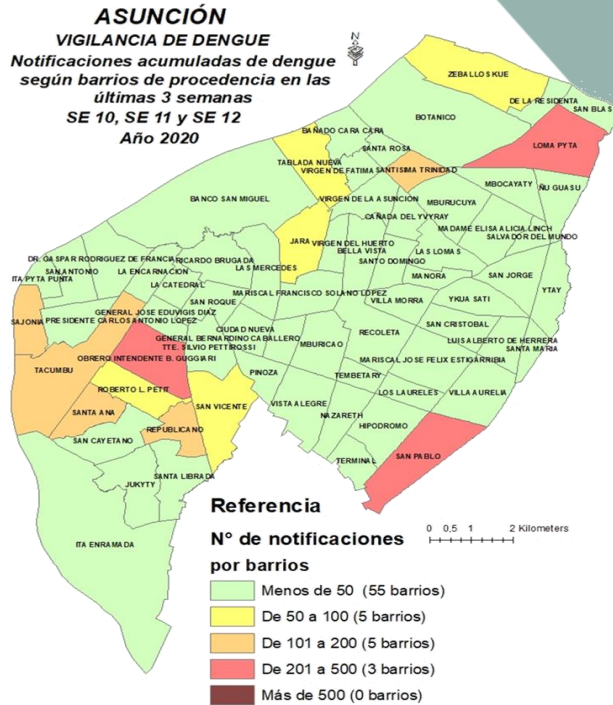 ASUNCIÓN
VIGILANCIA DE DENGUE
Notificaciones acumuladas de dengue
según barrios de procedencia en las
últimas 3 semanas
SE 10, SE 11 y SE 12
Año 2020
N
ZEBALLOS KUE
DE LA RESIDENTA
SAN BLAS
BOTANICO
BAÑADO CARA CARA
SANTA ROSA
LOMA PYTA
TABLADA NUEVA
VIRGEN DE FATIMA
SANTISIMA TRINIDAD
MBOCAYATY
ÑU GUASU
BANCO SAN MIGUEL
VIRGEN DE LA ASUNCIÓN
MBURUCUYA
CAÑADA DEL YVYRAY
MADAME ELISA ALICIA LINCH
SALVADOR DEL MUNDO
JARA
VIRGEN DEL HUERTO
BELLA VISTA
LAS LOMAS
SANTO DOMINGO
DR. GASPAR RODRIGUEZ DE FRANCIA
RICARDO BRUGADA
LAS MERCEDES
SAN ANTONIO
LA ENCARNACION
ITA PYTA PUNTA
MANORA
SAN JORGE
LA CATEDRAL
YTAY
MARISCAL FRANCISCO SOLANO LOPEZ
SAN ROQUE
VILLA MORRA
YKUA SATI
GENERAL JOSE EDUVIGIS DIAZ
SAJONIA
PRESIDENTE CARLOS ANTONIO LOPEZ
CIUDAD NUEVA
SAN CRISTOBAL
RECOLETA
GENERAL BERNARDINO CABALLERO
TTE. SILVIO PETTIROSSI
MBURICAO
LUIS ALBERTO DE HERRERA
SANTA MARIA
OBRERO INTENDENTE B. GUGGIARI
MARISCAL JOSE FELIX ESTIGARRIBIA
TACUMBU
PINOZA
TEMBETARY
ROBERTO L. PETIT
LOS LAURELES
VILLA AURELIA
SANTA ANA
SAN VICENTE
VISTA ALEGRE
NAZARETH
HIPODROMO
REPUBLICANO
SAN CAYETANO
SAN PABLO
TERMINAL
SANTA LIBRADA
JUKYTY
ITA ENRAMADA
Referencia
0 0,5 1 2 Kilometers
N° de notificaciones
por barrios
Menos de 50 (55 barrios)
De 50 a 100 (5 barrios)
De 101 a 200 (5 barrios)
De 201 a 500 (3 barrios)
Más de 500 (0 barrios)